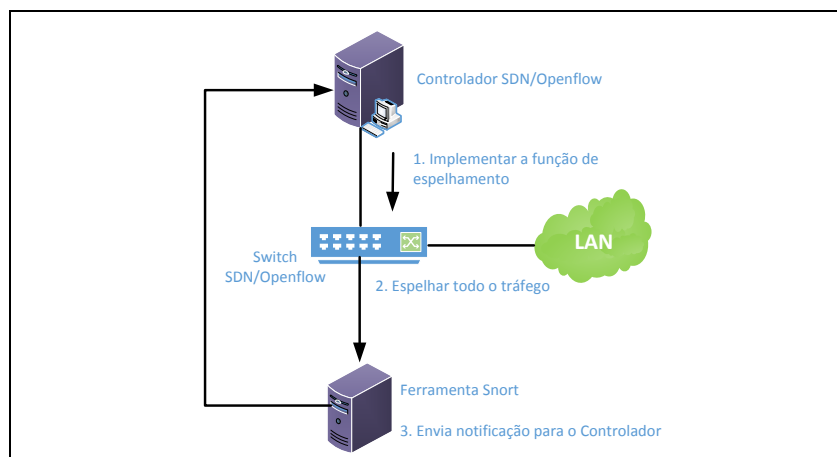 Controlador SDN/Openflow
1. Implementar a função de
espelhamento
LAN
Switch
SDN/Openflow
2. Espelhar todo o tráfego
Ferramenta Snort
3. Envia notificação para o Controlador